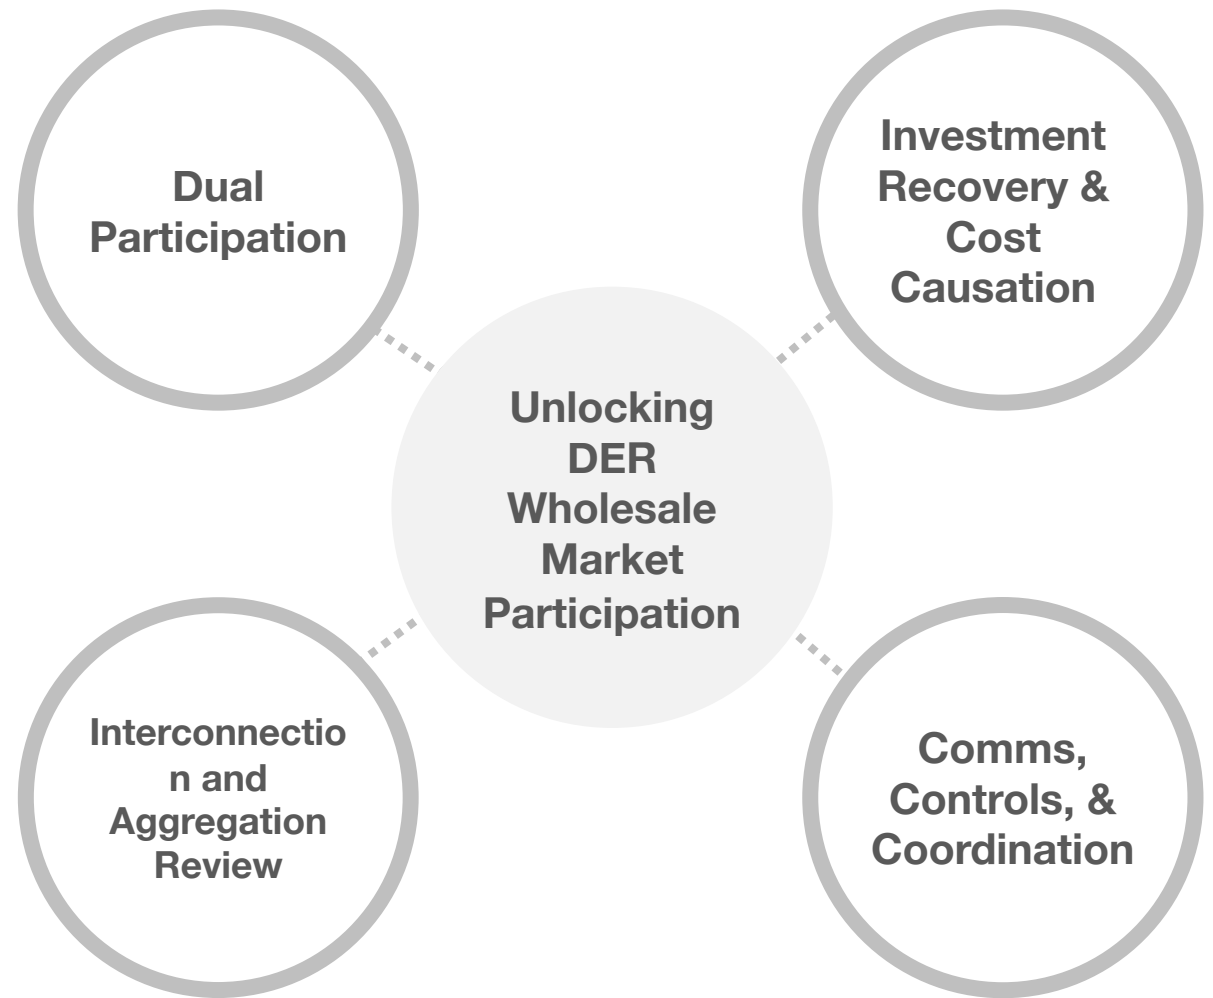 Dual
Participation
Investment
Recovery &
Cost
Causation
Unlocking
DER
Wholesale
Market
Participation
Interconnectio
n and
Aggregation
Review
Comms,
Controls, &
Coordination